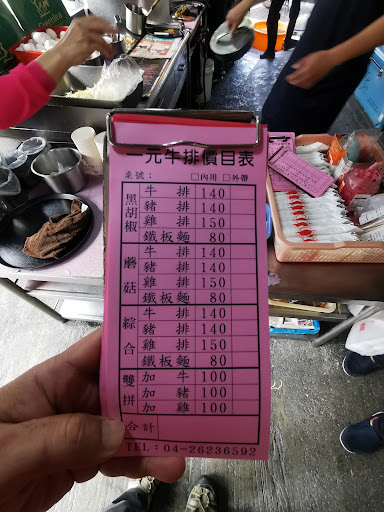 一元牛排價目表
桌號： □內用 □外帶
黑胡椒
牛排 140
豬排 140
雞排 150
鐵板麵 80
蘑菇
牛排 140
豬排 140
雞排 150
鐵板麵 80
綜合
牛排 140
豬排 140
雞排 150
鐵板麵 80
雙拼
加牛 100
加豬 100
加雞 100
合計
TEL：04-26236592